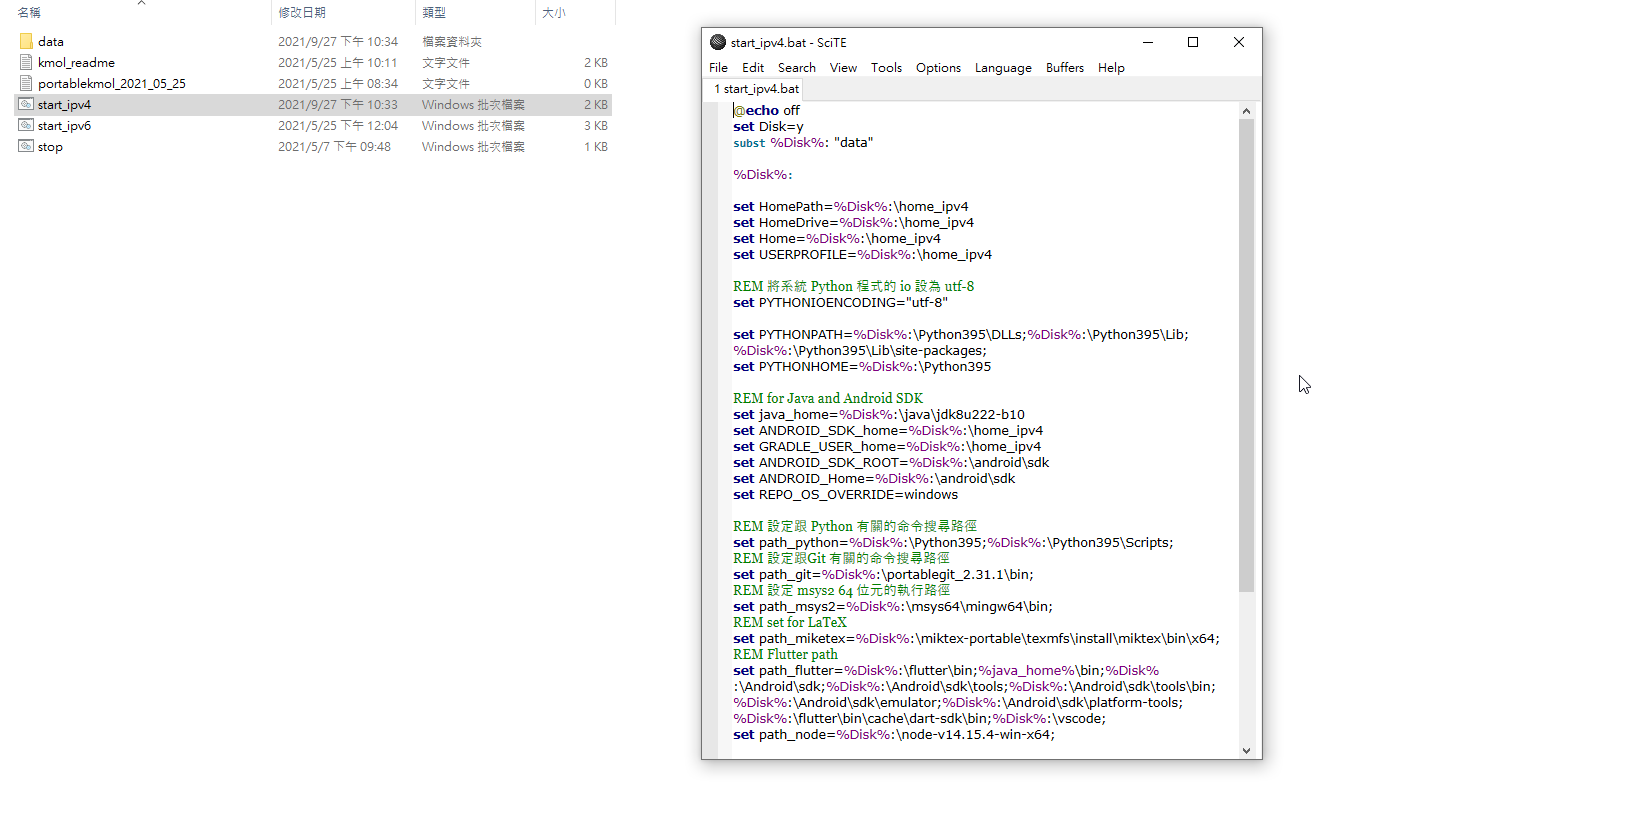 名稱 修改日期 類型 大小
data 2021/9/27 下午 10:34 檔案資料夾
kmol_readme 2021/5/25 上午 10:11 文字文件 2 KB
portablekmol_2021_05_25 2021/5/25 上午 08:34 文字文件 0 KB
start_ipv4 2021/9/27 下午 10:33 Windows 批次檔案 2 KB
start_ipv6 2021/5/25 下午 12:04 Windows 批次檔案 3 KB
stop 2021/5/7 下午 09:48 Windows 批次檔案 1 KB
start_ipv4.bat - SciTE
File Edit Search View Tools Options Language Buffers Help
1 start_ipv4.bat
@echo off
set Disk=y
subst %Disk%: "data"
%Disk%:
set HomePath=%Disk%:\home_ipv4
set HomeDrive=%Disk%:\home_ipv4
set Home=%Disk%:\home_ipv4
set USERPROFILE=%Disk%:\home_ipv4
REM 將系統 Python 程式的 io 設為 utf-8
set PYTHONIOENCODING="utf-8"
set PYTHONPATH=%Disk%:\Python395\DLLs;%Disk%:\Python395\Lib;
%Disk%:\Python395\Lib\site-packages;
set PYTHONHOME=%Disk%:\Python395
REM for Java and Android SDK
set java_home=%Disk%:\java\jdk8u222-b10
set ANDROID_SDK_home=%Disk%:\home_ipv4
set GRADLE_USER_home=%Disk%:\home_ipv4
set ANDROID_SDK_ROOT=%Disk%:\android\sdk
set ANDROID_Home=%Disk%:\android\sdk
set REPO_OS_OVERRIDE=windows
REM 設定跟 Python 有關的命令搜尋路徑
set path_python=%Disk%:\Python395;%Disk%:\Python395\Scripts;
REM 設定跟Git 有關的命令搜尋路徑
set path_git=%Disk%:\portablegit_2.31.1\bin;
REM 設定 msys2 64 位元的執行路徑
set path_msys2=%Disk%:\msys64\mingw64\bin;
REM set for LaTeX
set path_miketex=%Disk%:\miktex-portable\texmfs\install\miktex\bin\x64;
REM Flutter path
set path_flutter=%Disk%:\flutter\bin;%java_home%\bin;%Disk%
:\Android\sdk;%Disk%:\Android\sdk\tools;%Disk%:\Android\sdk\tools\bin;
%Disk%:\Android\sdk\emulator;%Disk%:\Android\sdk\platform-tools;
%Disk%:\flutter\bin\cache\dart-sdk\bin;%Disk%:\vscode;
set path_node=%Disk%:\node-v14.15.4-win-x64;